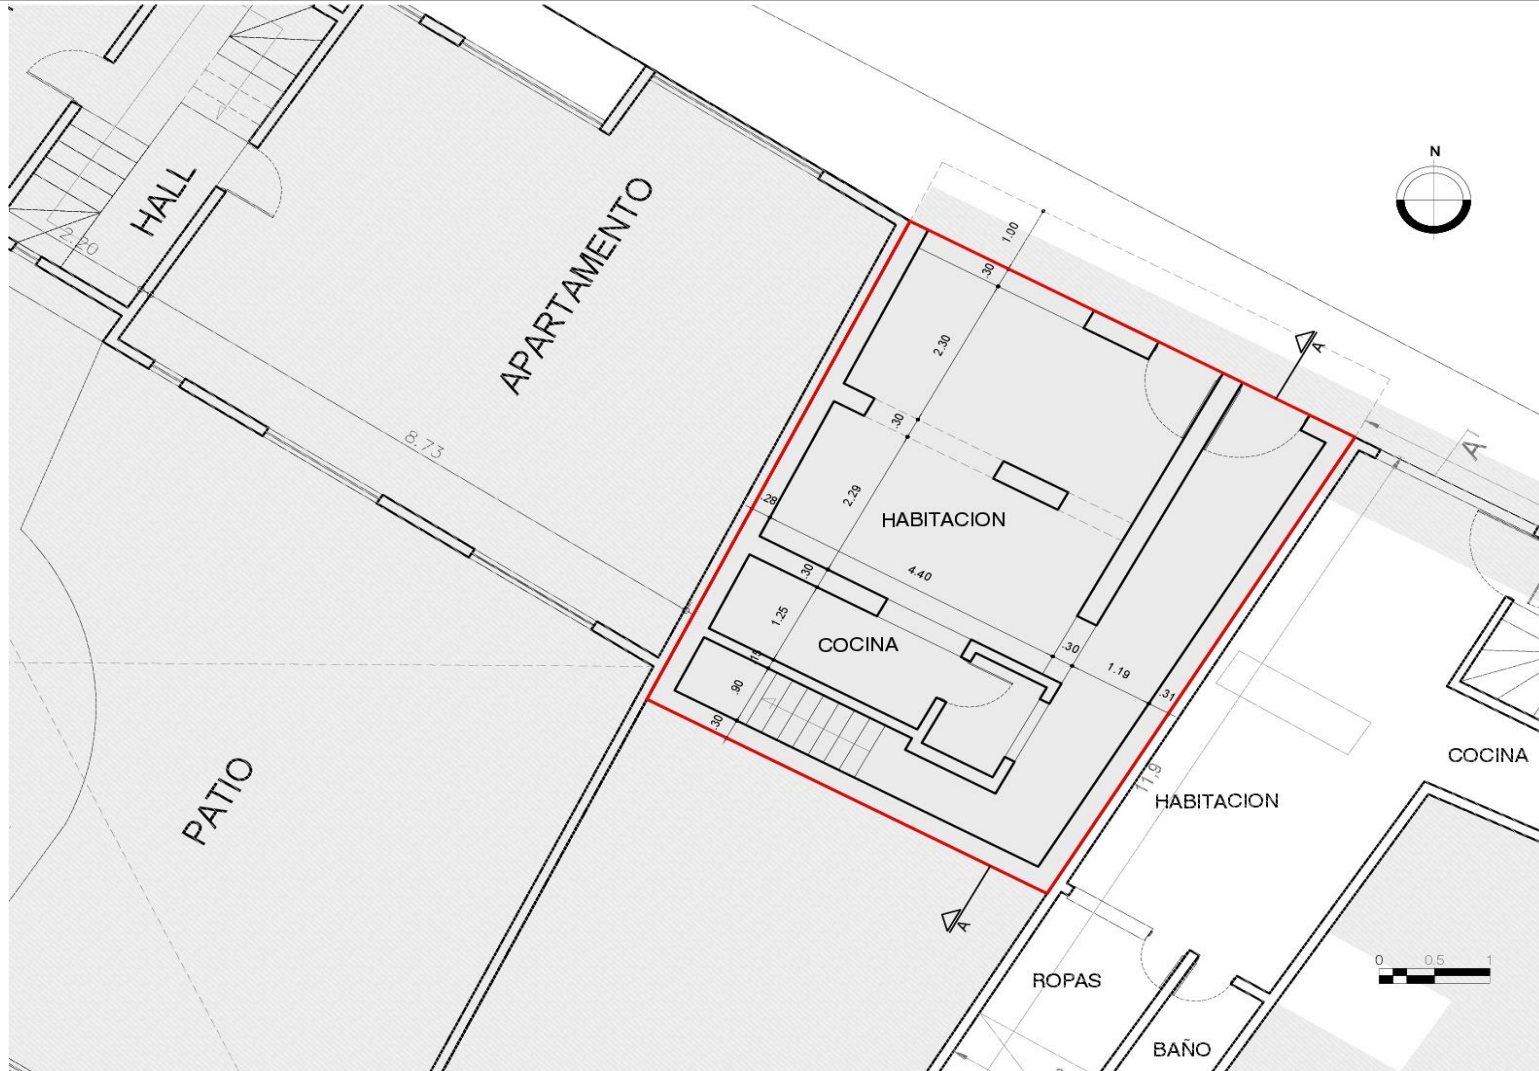 N
HALL
2.20
APARTAMENTO
8.73
PATIO
1.00
.30
2.30
.30
2.29
.28
HABITACION
4.40
.30
1.25
COCINA
.15
.90
.30
.30
1.19
.31
A
A
A
11,9
HABITACION
COCINA
ROPAS
BAÑO
0 0.5 1